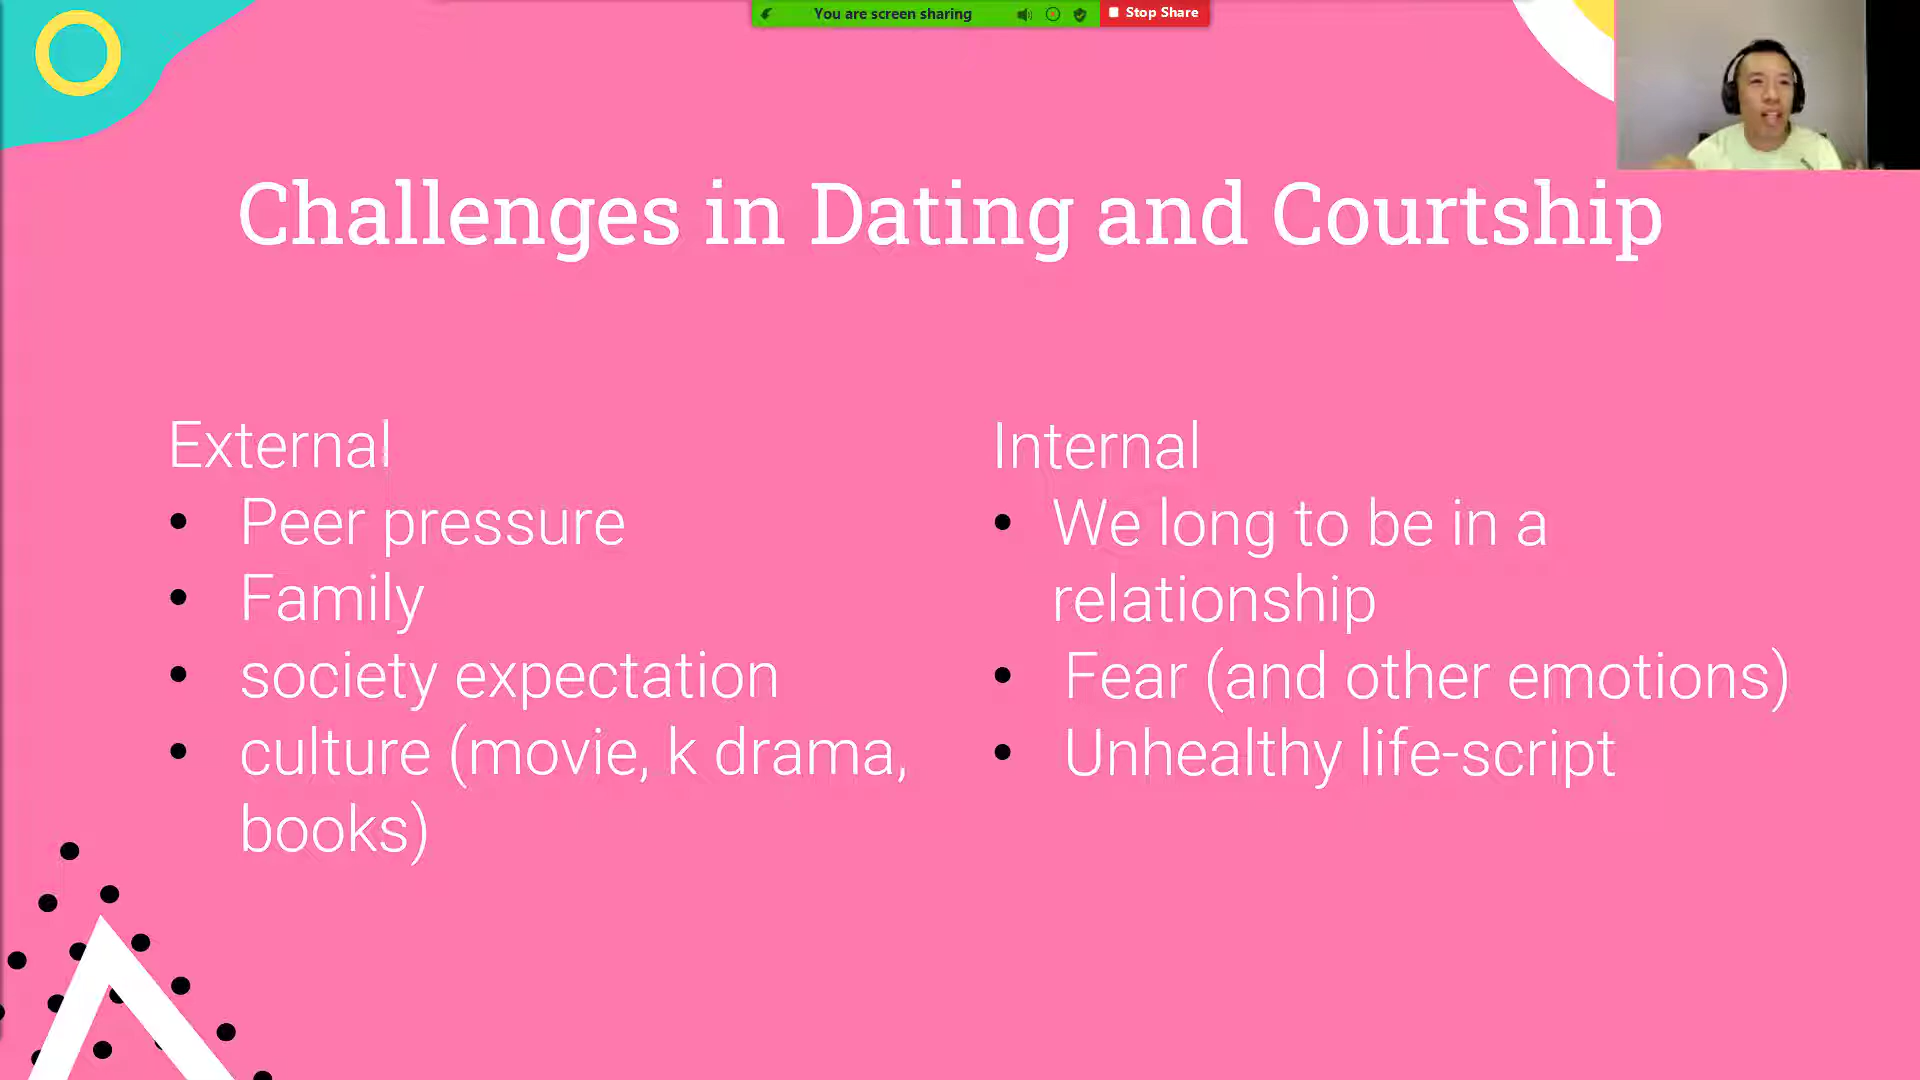 You are screen sharing
Stop Share
Challenges in Dating and Courtship
External
Peer pressure
Family
society expectation
culture (movie, k drama,
books)
Internal
We long to be in a
relationship
Fear (and other emotions)
Unhealthy life-script